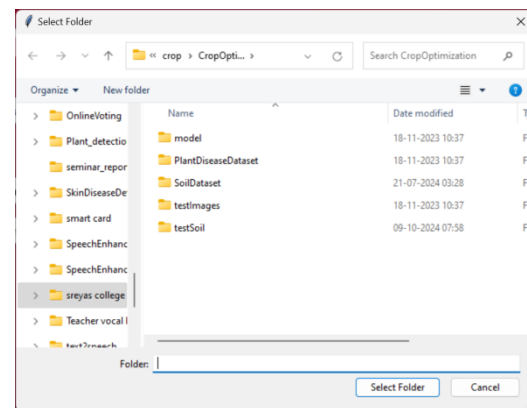 Select Folder
« crop › CropOpti... ›
Search CropOptimization
Organize
New folder
Name
Date modified
OnlineVoting
Plant_detectio
seminar_repor
SkinDiseaseDe
smart card
SpeechEnhanc
SpeechEnhanc
sreyas college
Teacher vocal
text2speech
model 18-11-2023 10:37
PlantDiseaseDataset 18-11-2023 10:37
SoilDataset 21-07-2024 03:28
testImages 18-11-2023 10:37
testSoil 09-10-2024 07:58
Folder:
Select Folder
Cancel